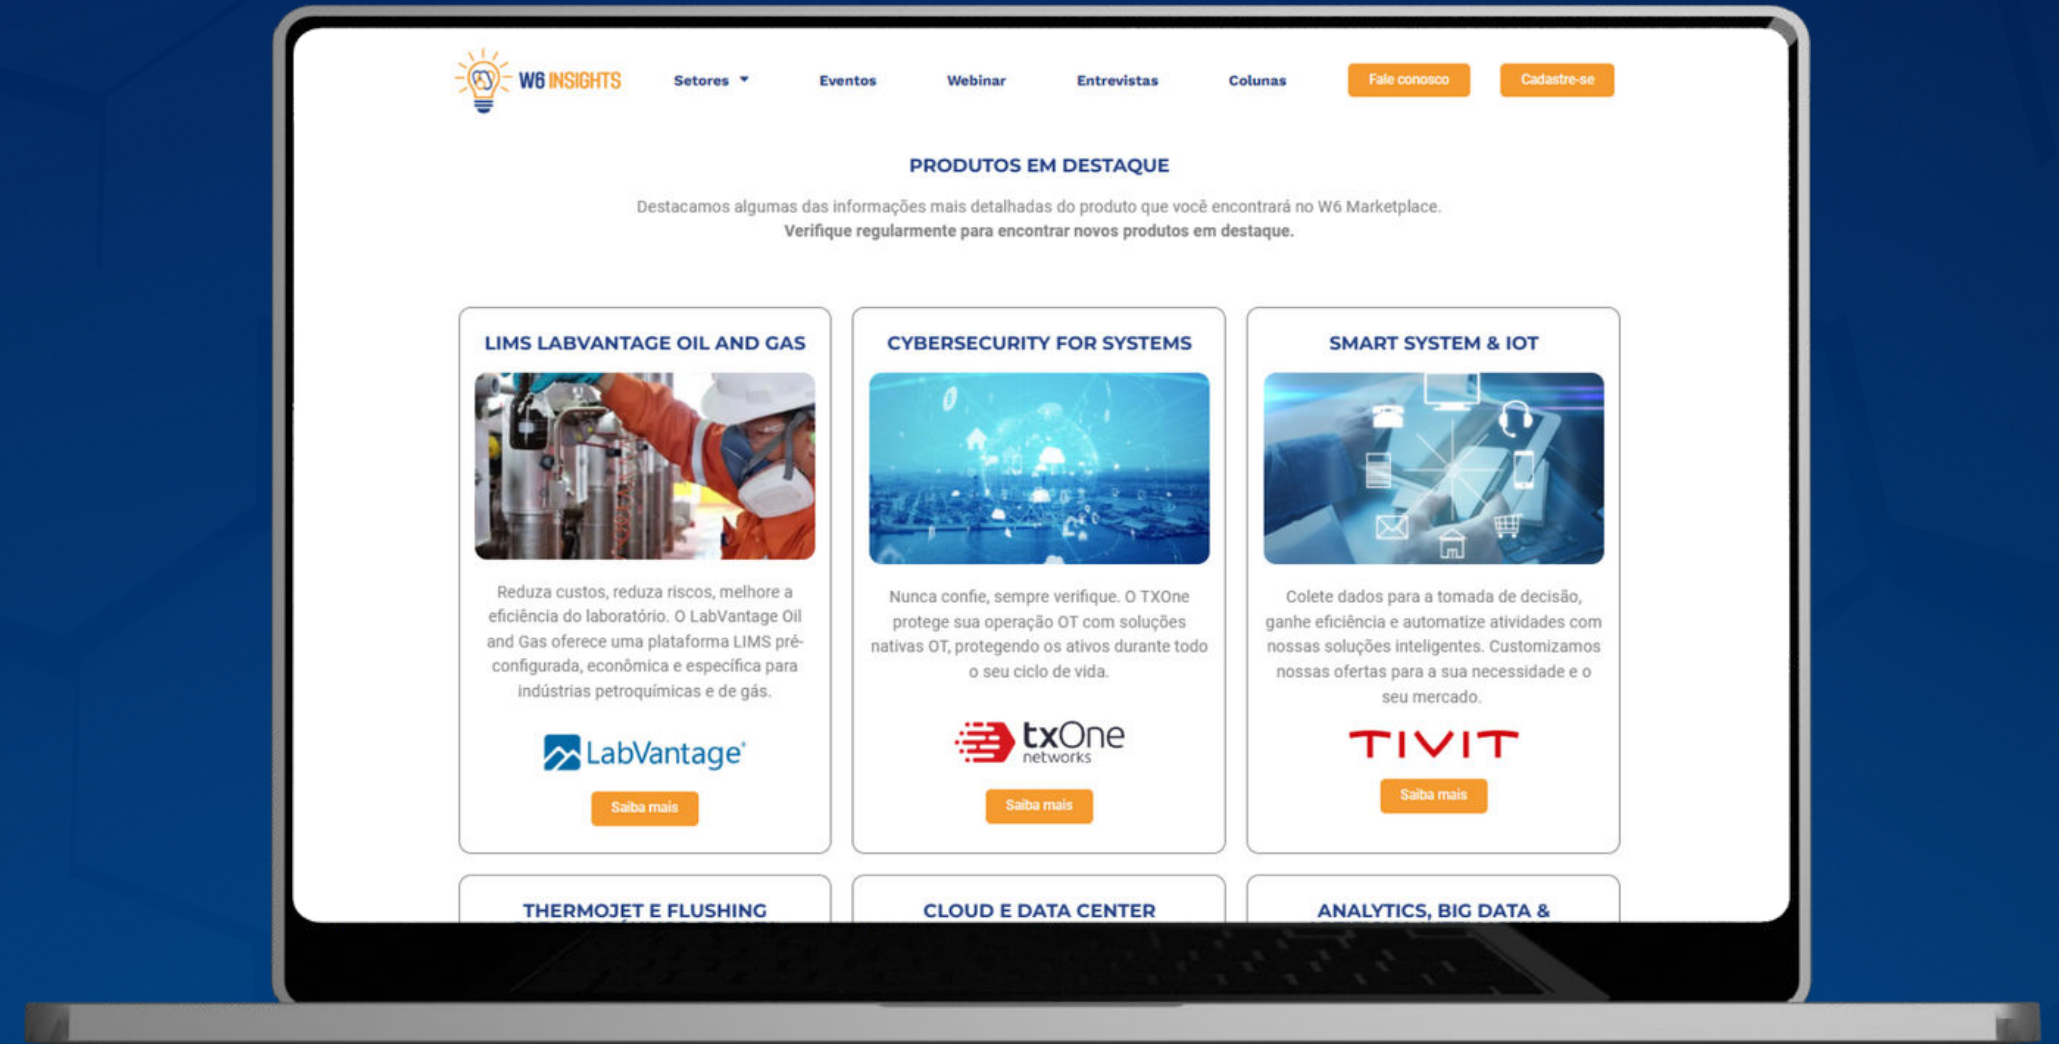 W6 INSIGHTS
Setores
Eventos
Webinar
Entrevistas
Colunas
Fale conosco
Cadastre-se
PRODUTOS EM DESTAQUE
Destacamos algumas das informações mais detalhadas do produto que você encontrará no W6 Marketplace.
Verifique regularmente para encontrar novos produtos em destaque.
LIMS LABVANTAGE OIL AND GAS
Reduza custos, reduza riscos, melhore a
eficiência do laboratório. O LabVantage Oil
and Gas oferece uma plataforma LIMS pré-
configurada, econômica e específica para
indústrias petroquímicas e de gás.
LabVantage®
Saiba mais
CYBERSECURITY FOR SYSTEMS
Nunca confie, sempre verifique. O TXOne
protege sua operação OT com soluções
nativas OT, protegendo os ativos durante todo
o seu ciclo de vida.
txOne
networks
Saiba mais
SMART SYSTEM & IOT
Colete dados para a tomada de decisão,
ganhe eficiência e automatize atividades com
nossas soluções inteligentes. Customizamos
nossas ofertas para a sua necessidade e o
seu mercado.
TIVIT
Saiba mais
THERMOJET E FLUSHING
CLOUD E DATA CENTER
ANALYTICS, BIG DATA &